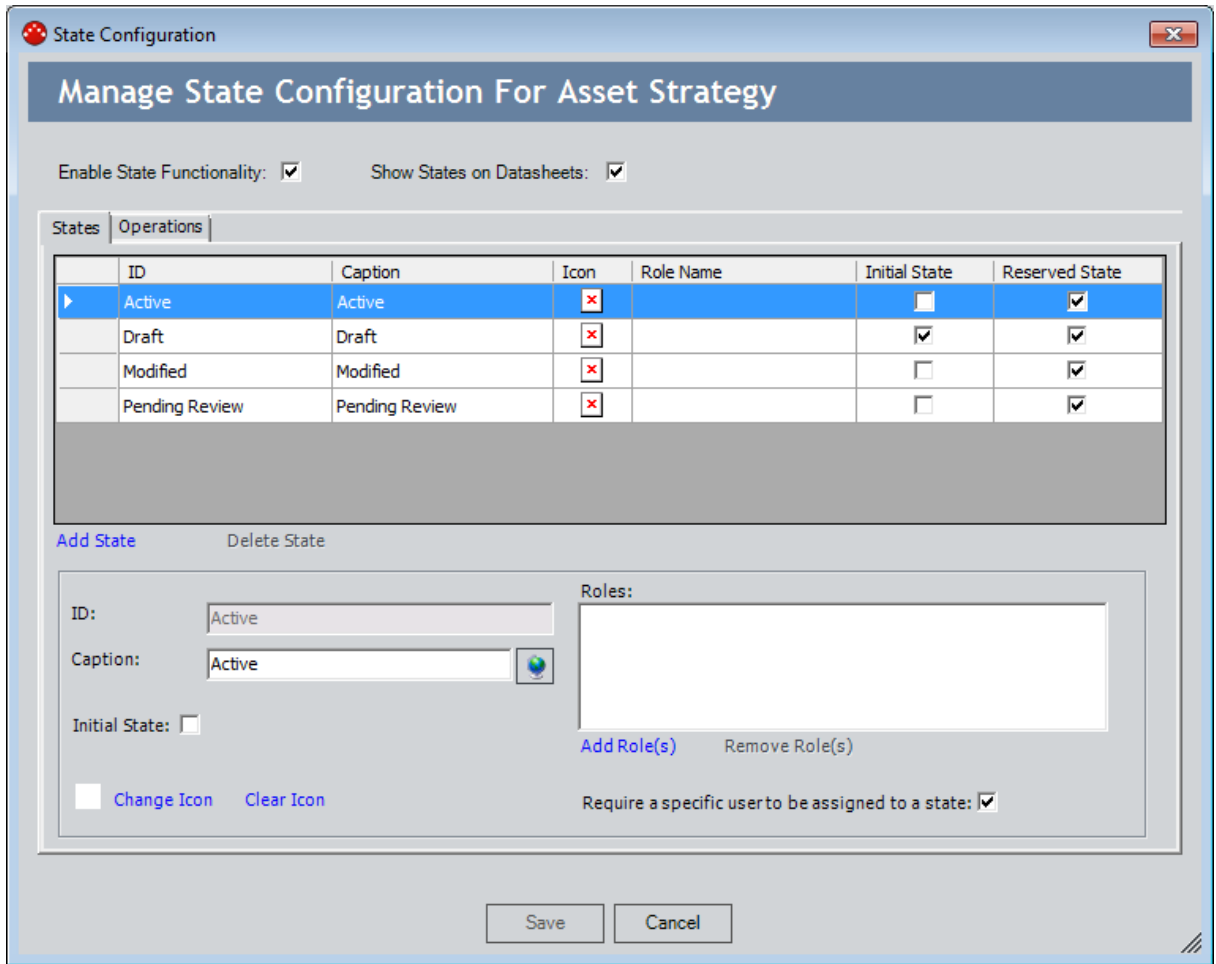 State Configuration
Manage State Configuration For Asset Strategy
Enable State Functionality: Show States on Datasheets:
States Operations
ID Caption Icon Role Name Initial State Reserved State
Active Active
Draft Draft
Modified Modified
Pending Review Pending Review
Add State Delete State
Roles:
ID: Active
Caption: Active
Initial State:
Add Role(s) Remove Role(s)
Change Icon Clear Icon
Require a specific user to be assigned to a state:
Save Cancel